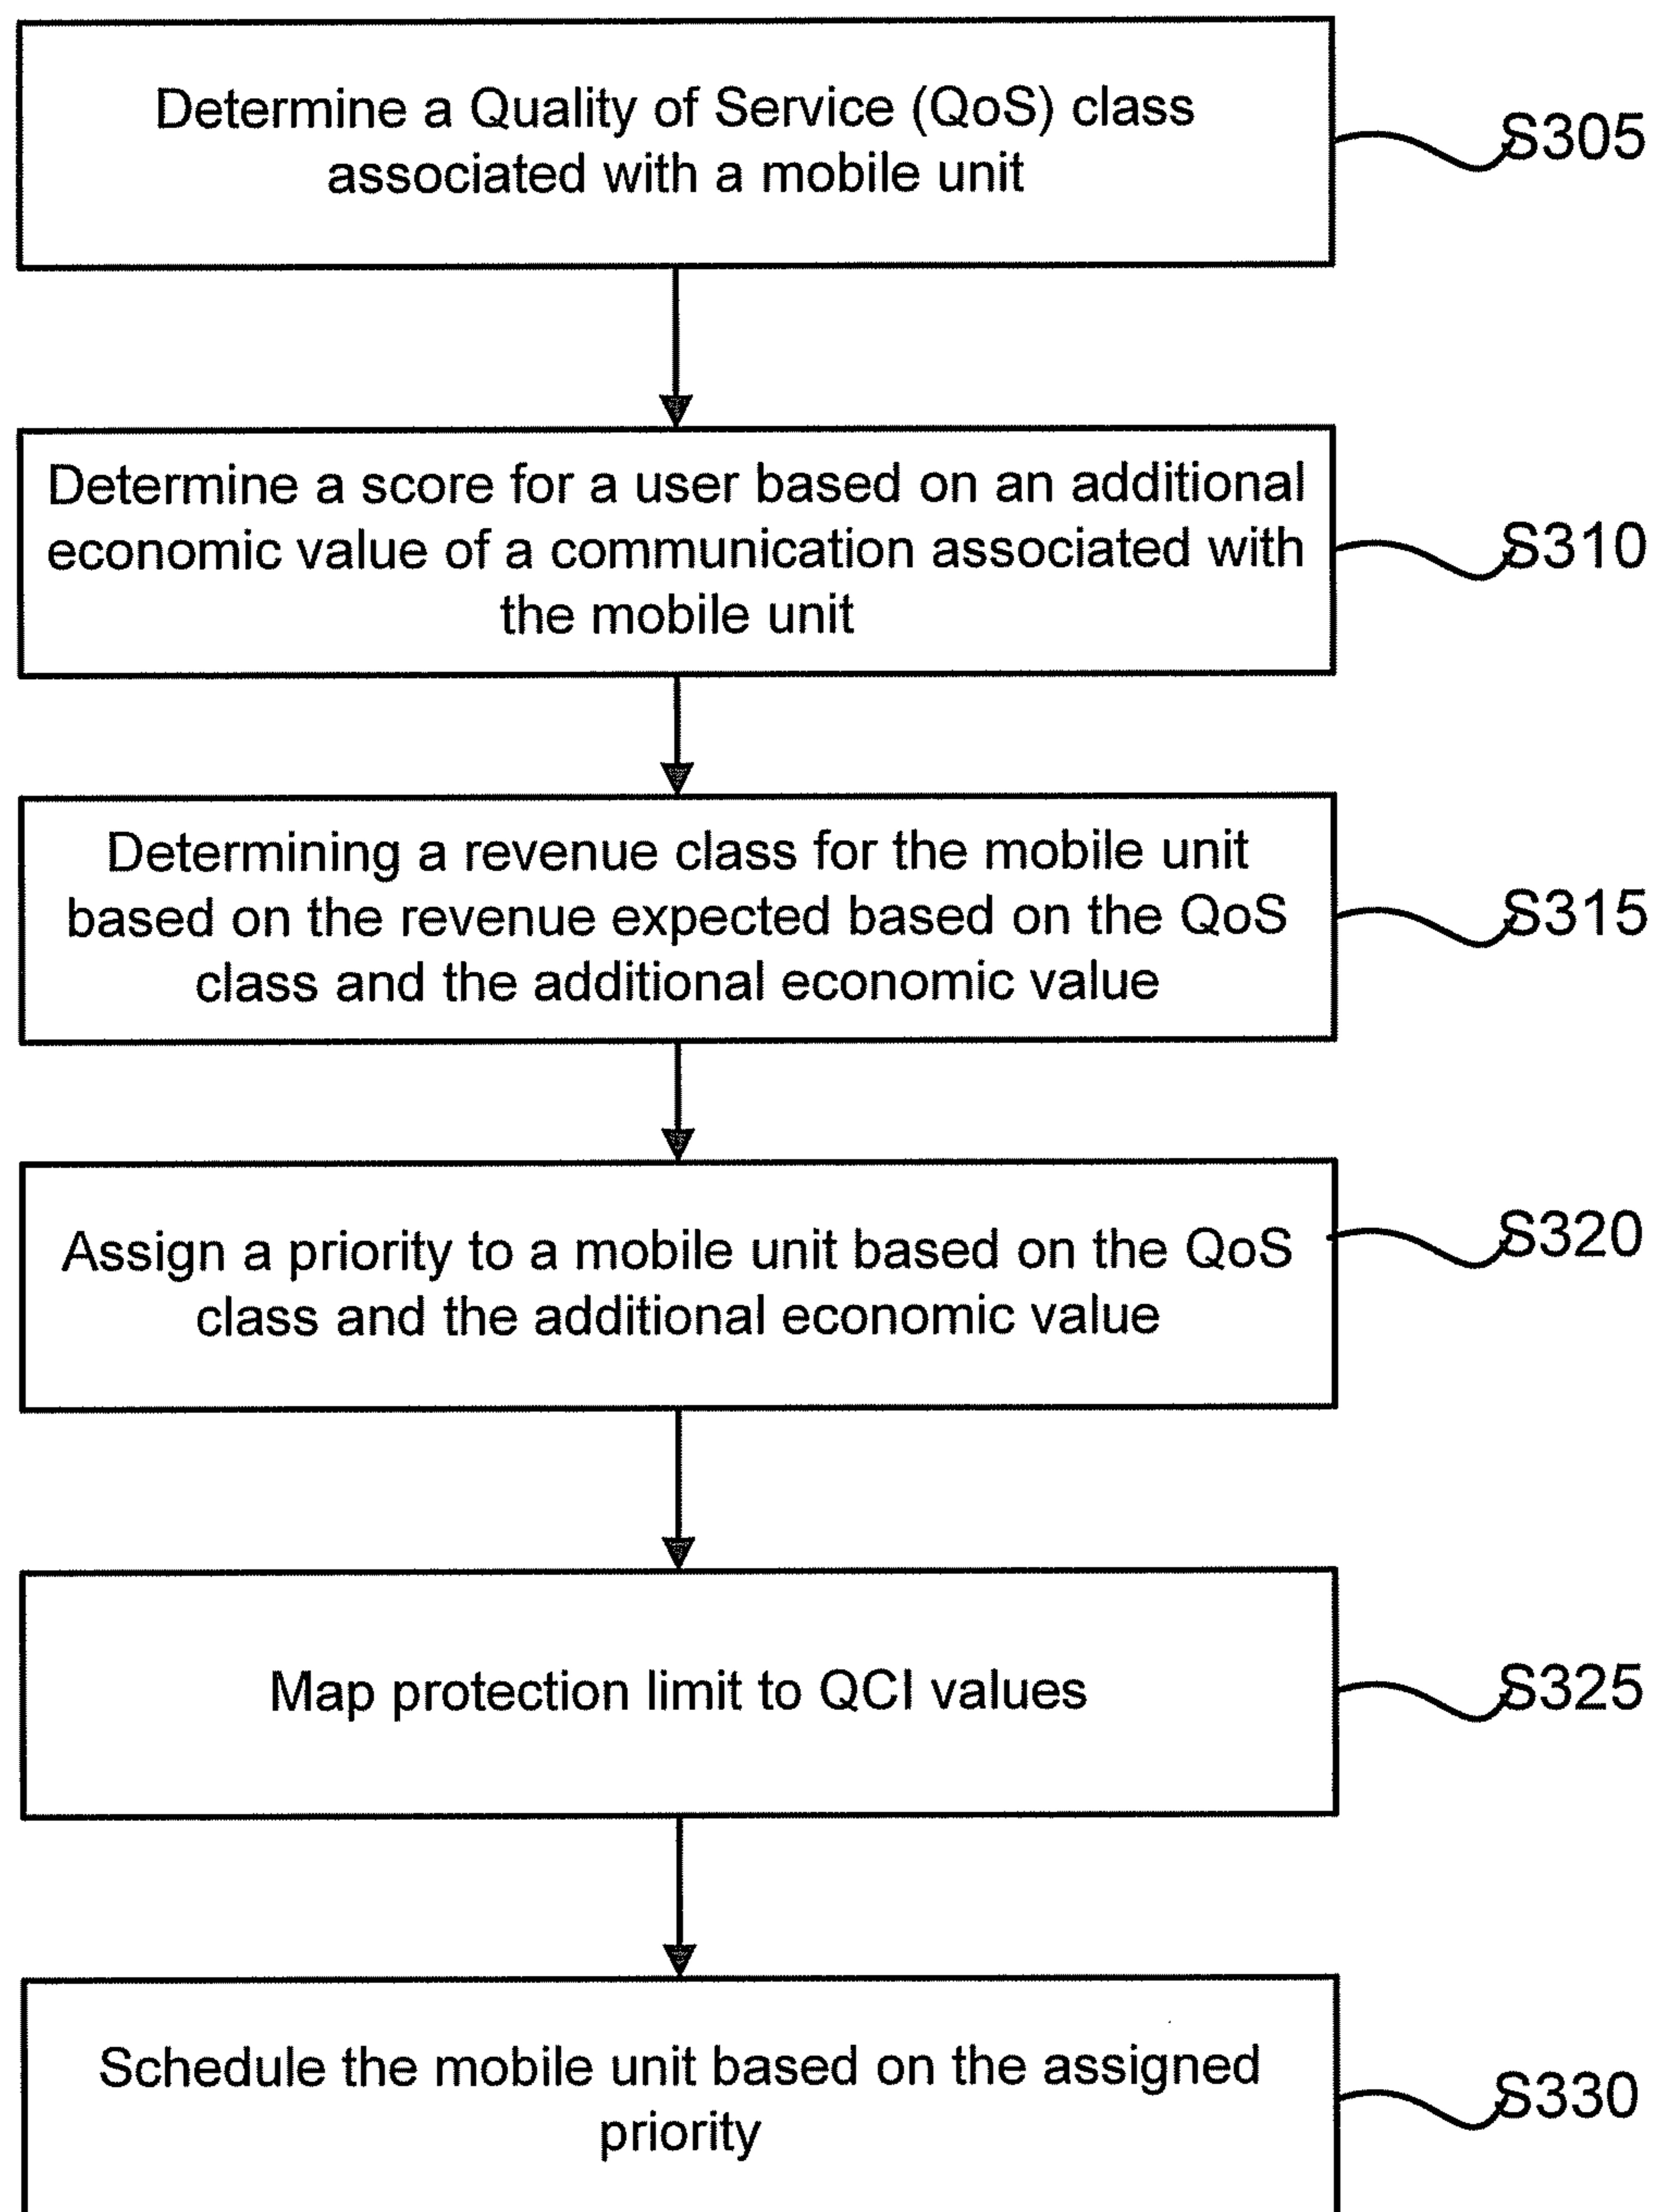 Determine a Quality of Service (QoS) class
associated with a mobile unit
S305
Determine a score for a user based on an additional
economic value of a communication associated with
the mobile unit
S310
Determining a revenue class for the mobile unit
based on the revenue expected based on the QoS
class and the additional economic value
S315
Assign a priority to a mobile unit based on the QoS
class and the additional economic value
S320
Map protection limit to QCI values
S325
Schedule the mobile unit based on the assigned
priority
S330